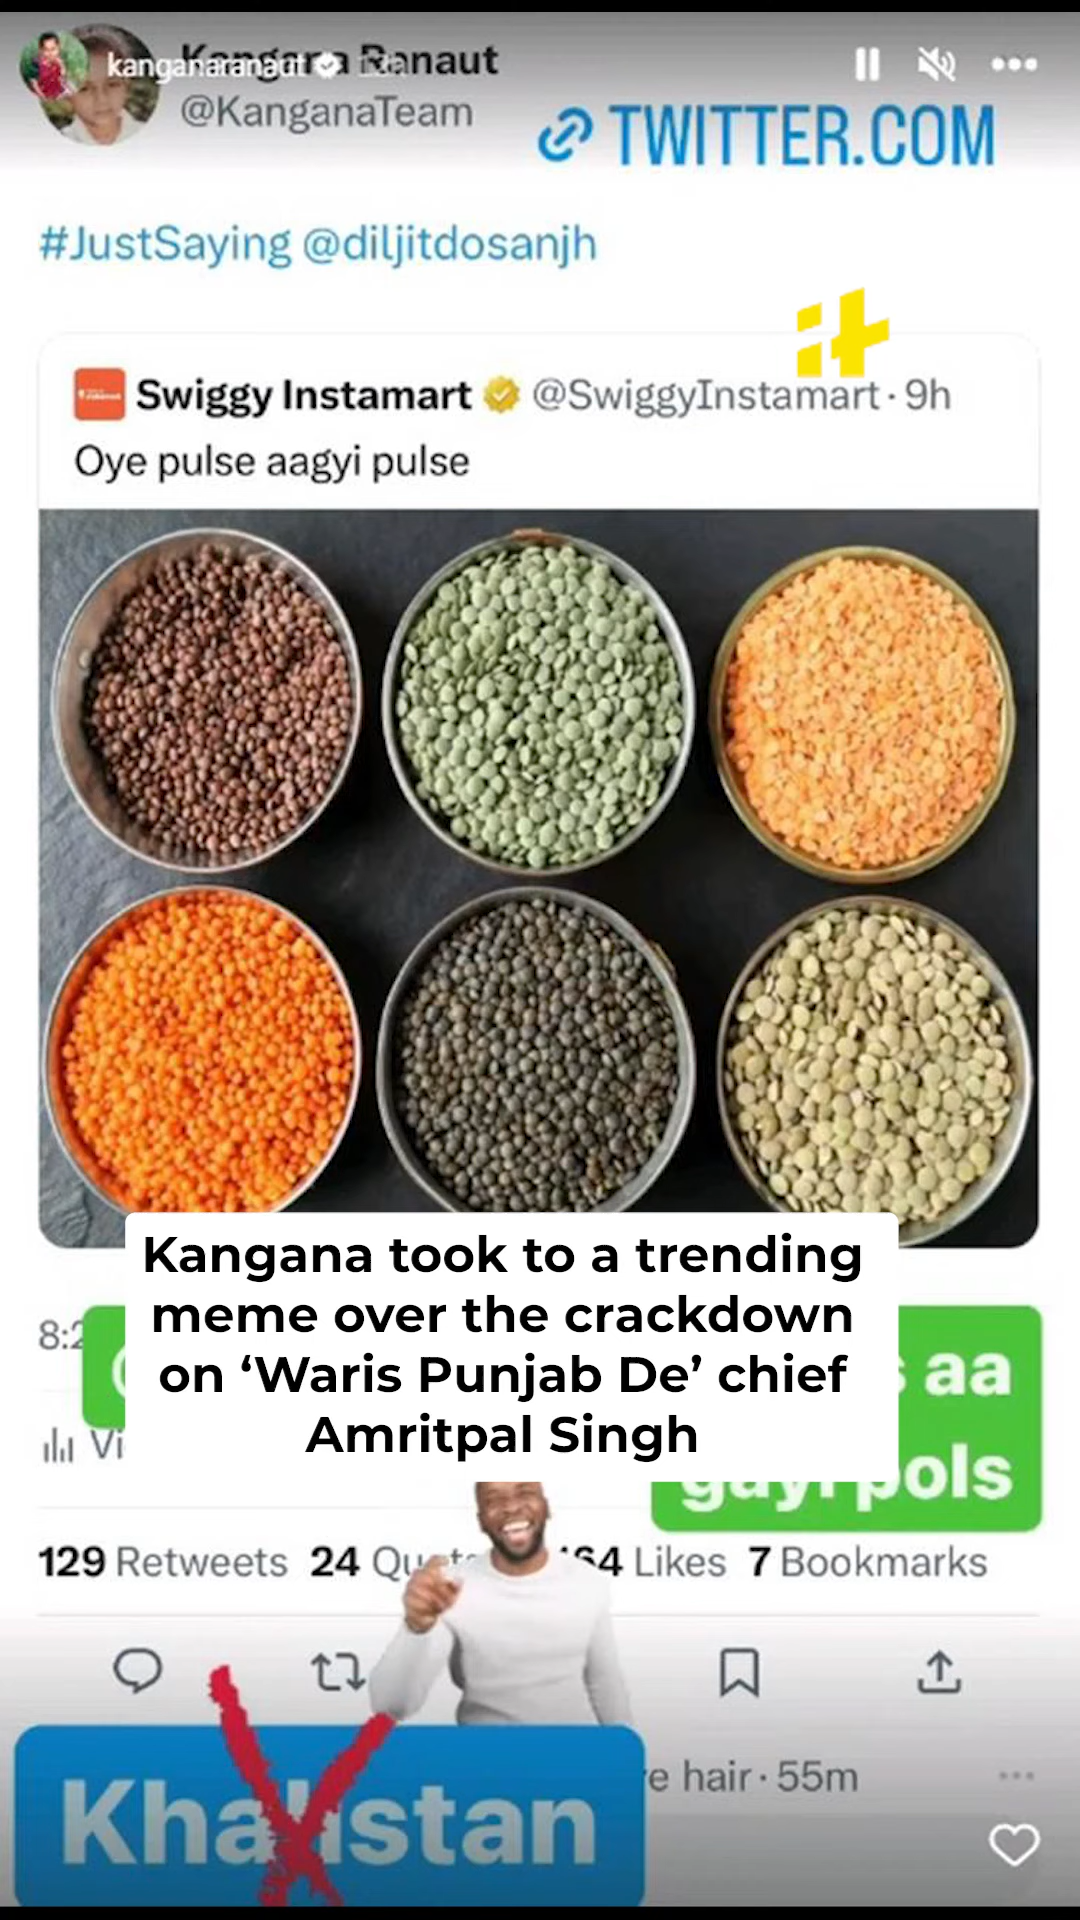 Kangana Ranaut
kanganaranaut
@KanganaTeam
TWITTER.COM
#JustSaying @diljitdosanjh
Swiggy Instamart @SwiggyInstamart · 9h
Oye pulse aagyi pulse
Kangana took to a trending
meme over the crackdown
on ‘Waris Punjab De’ chief
Amritpal Singh
aa
gayi pols
129 Retweets 24 Likes 7 Bookmarks
Khalistan
hair · 55m